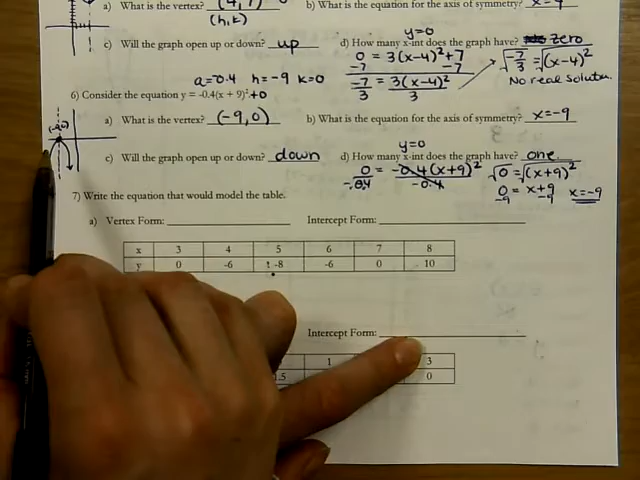 a) What is the vertex? (4, 7) b) What is the equation for the axis of symmetry? x=4
(h,k)
y=0
c) Will the graph open up or down? up d) How many x-int does the graph have? zero
0 = 3(x-4)²+7 √-7/3 = √(x-4)²
-7 -7
-7/3 = 3(x-4)²/3 No real solution
a=0.4 h=-9 k=0
6) Consider the equation y = -0.4(x + 9)² +0
a) What is the vertex? (-9,0) b) What is the equation for the axis of symmetry? x=-9
y=0
c) Will the graph open up or down? down d) How many x-int does the graph have? one
0/-0.4 = -0.4(x+9)²/-0.4 √0 = √(x+9)²
0 = x+9 x=-9
-9 -9
7) Write the equation that would model the table.
a) Vertex Form: Intercept Form:
x 3 4 5 6 7 8
y 0 -6 -8 -6 0 10
Intercept Form:
1 3
.5 0